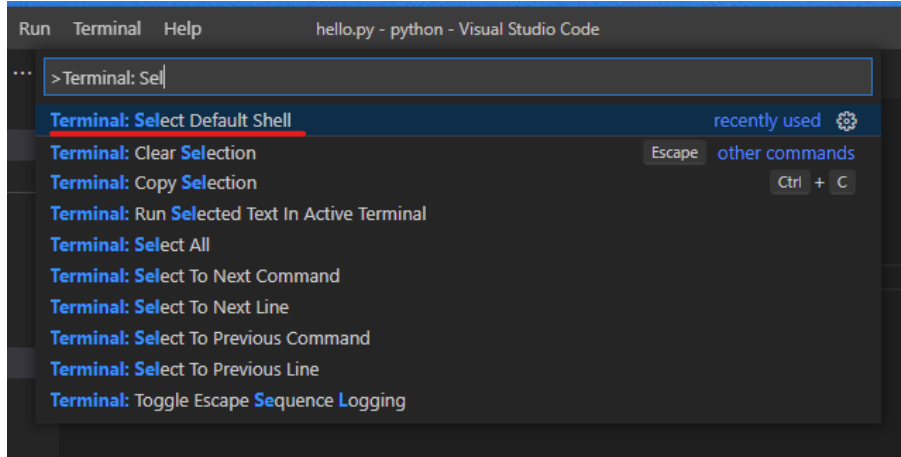 Run Terminal Help hello.py - python - Visual Studio Code
... >Terminal: Sel
Terminal: Select Default Shell recently used
Terminal: Clear Selection Escape other commands
Terminal: Copy Selection Ctrl + C
Terminal: Run Selected Text In Active Terminal
Terminal: Select All
Terminal: Select To Next Command
Terminal: Select To Next Line
Terminal: Select To Previous Command
Terminal: Select To Previous Line
Terminal: Toggle Escape Sequence Logging